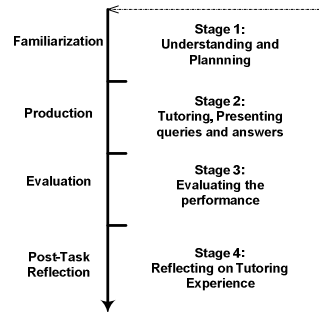 Familiarization
Stage 1:
Understanding and
Plannning
Production
Stage 2:
Tutoring, Presenting
queries and answers
Evaluation
Stage 3:
Evaluating the
performance
Post-Task
Reflection
Stage 4:
Reflecting on Tutoring
Experience